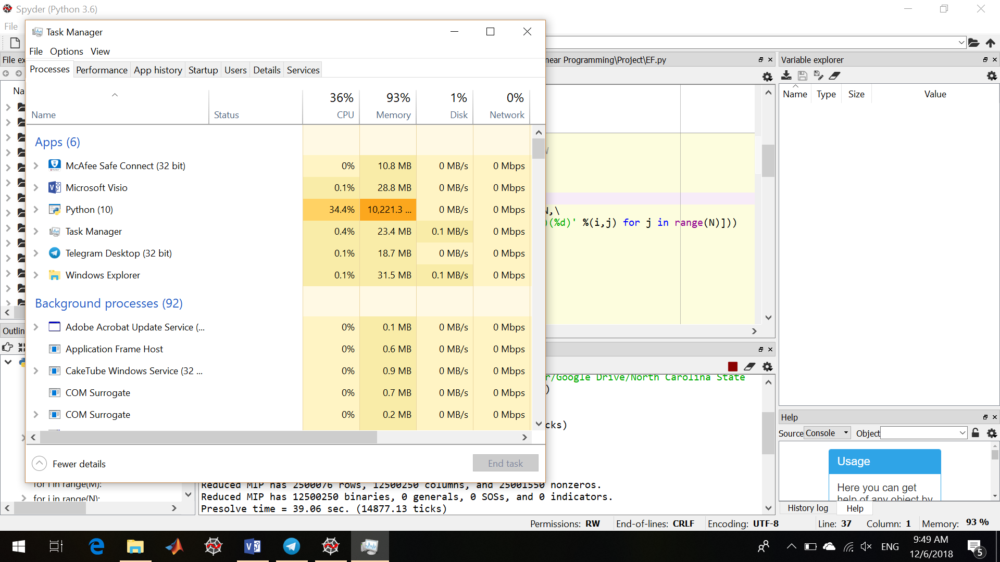 Spyder (Python 3.6)
File
Task Manager
File Options View
Processes Performance App history Startup Users Details Services
36% 93% 1% 0%
Name Status CPU Memory Disk Network
Apps (6)
McAfee Safe Connect (32 bit) 0% 10.8 MB 0 MB/s 0 Mbps
Microsoft Visio 0.1% 28.8 MB 0 MB/s 0 Mbps
Python (10) 34.4% 10,221.3 ... 0 MB/s 0 Mbps
Task Manager 0.4% 23.4 MB 0.1 MB/s 0 Mbps
Telegram Desktop (32 bit) 0.1% 18.7 MB 0 MB/s 0 Mbps
Windows Explorer 0.1% 31.5 MB 0.1 MB/s 0 Mbps
Background processes (92)
Adobe Acrobat Update Service (... 0% 0.1 MB 0 MB/s 0 Mbps
Application Frame Host 0% 0.6 MB 0 MB/s 0 Mbps
CakeTube Windows Service (32 ... 0% 0.9 MB 0 MB/s 0 Mbps
COM Surrogate 0% 0.7 MB 0 MB/s 0 Mbps
COM Surrogate 0% 0.2 MB 0 MB/s 0 Mbps
Fewer details End task
File ex
Na
Outlin
for i in range(M):
for i in range(N):
near Programming\Project\EF.py
,\
)(%d)' %(i,j) for j in range(N)]))
r/Google Drive/North Carolina State
)
cks)
Reduced MIP has 2500076 rows, 12500250 columns, and 25001550 nonzeros.
Reduced MIP has 12500250 binaries, 0 generals, 0 SOSs, and 0 indicators.
Presolve time = 39.06 sec. (14877.13 ticks)
Variable explorer
Name Type Size Value
Help
Source Console Object
Usage
Here you can get
help of any object by
History log Help
Permissions: RW End-of-lines: CRLF Encoding: UTF-8 Line: 37 Column: 1 Memory: 93 %
ENG
9:49 AM
12/6/2018
5